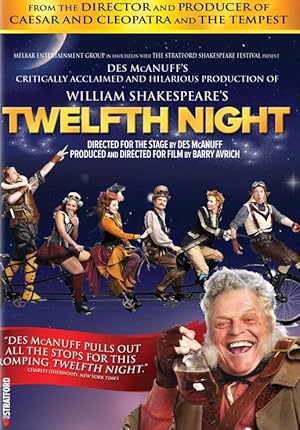 FROM THE DIRECTOR AND PRODUCER OF
CAESAR AND CLEOPATRA AND THE TEMPEST
MELBAR ENTERTAINMENT GROUP IN ASSOCIATION WITH THE STRATFORD SHAKESPEARE FESTIVAL PRESENT
DES McANUFF'S
CRITICALLY ACCLAIMED AND HILARIOUS PRODUCTION OF
WILLIAM SHAKESPEARE'S
TWELFTH NIGHT
DIRECTED FOR THE STAGE BY DES McANUFF
PRODUCED AND DIRECTED FOR FILM BY BARRY AVRICH
"DES McANUFF PULLS OUT
ALL THE STOPS FOR THIS
ROMPING TWELFTH NIGHT."
- CHARLES ISHERWOOD, NEW YORK TIMES
STRATFORD